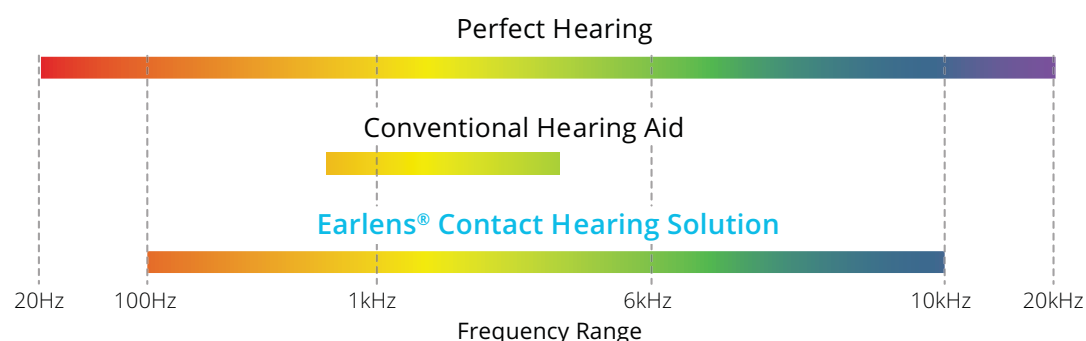 Perfect Hearing
Conventional Hearing Aid
Earlens® Contact Hearing Solution
20Hz 100Hz 1kHz 6kHz 10kHz 20kHz
Frequency Range